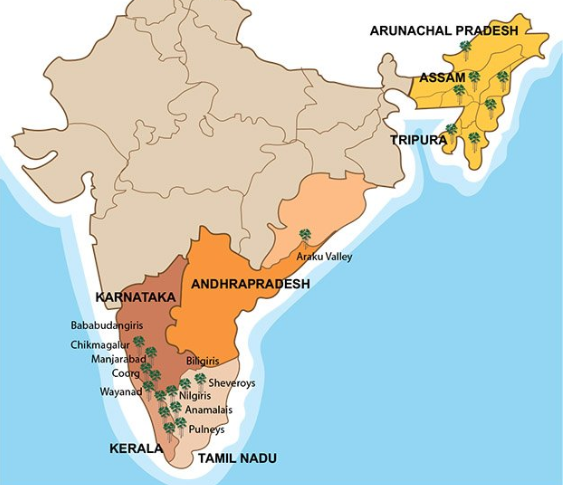 ARUNACHAL PRADESH
ASSAM
TRIPURA
Araku Valley
ANDHRAPRADESH
KARNATAKA
Bababudangiris
Chikmagalur
Manjarabad
Biligiris
Coorg
Sheveroys
Wayanad
Nilgiris
Anamalais
Pulneys
KERALA
TAMIL NADU